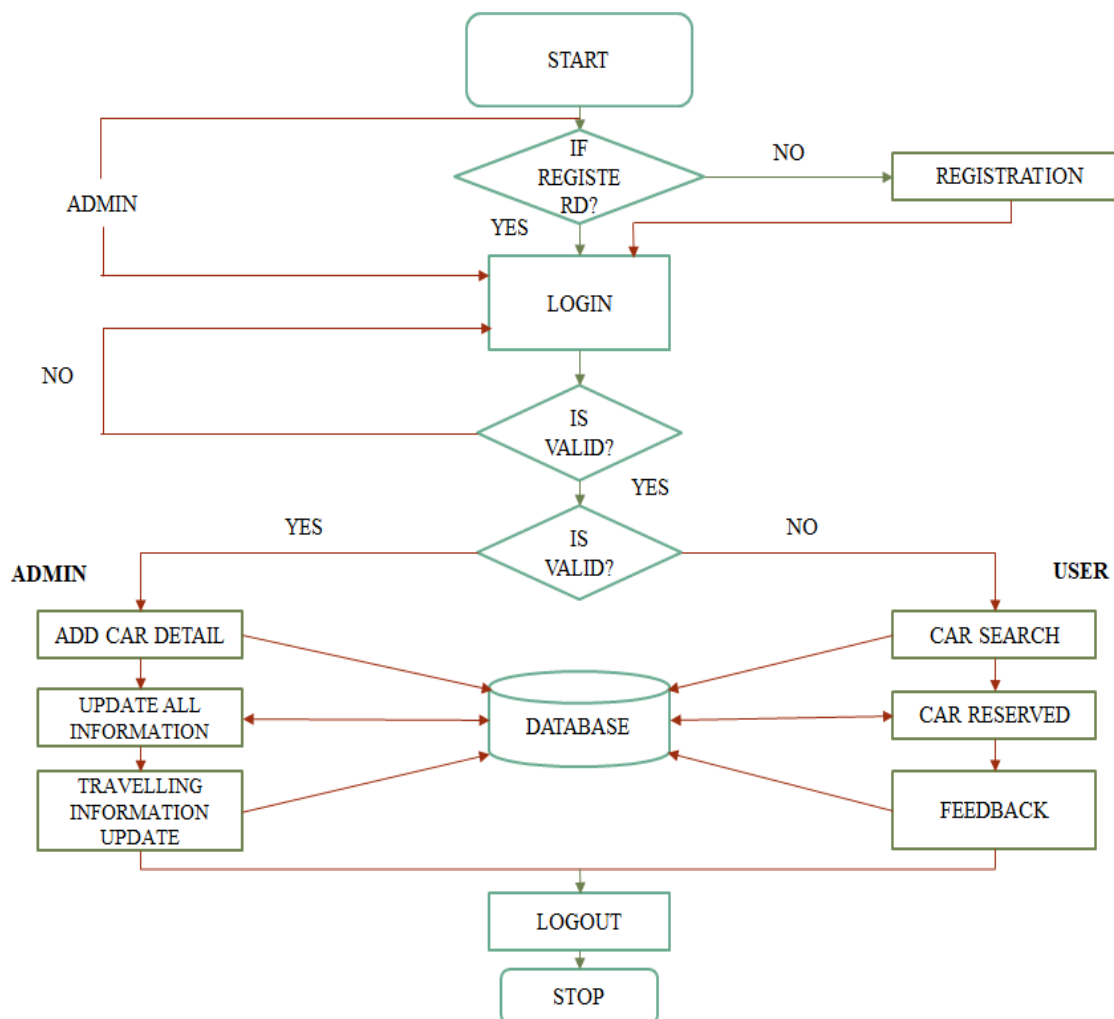 START
IF
REGISTE
RD?
NO
REGISTRATION
ADMIN
YES
LOGIN
NO
IS
VALID?
YES
YES
IS
VALID?
NO
ADMIN
USER
ADD CAR DETAIL
CAR SEARCH
UPDATE ALL
INFORMATION
DATABASE
CAR RESERVED
TRAVELLING
INFORMATION
UPDATE
FEEDBACK
LOGOUT
STOP